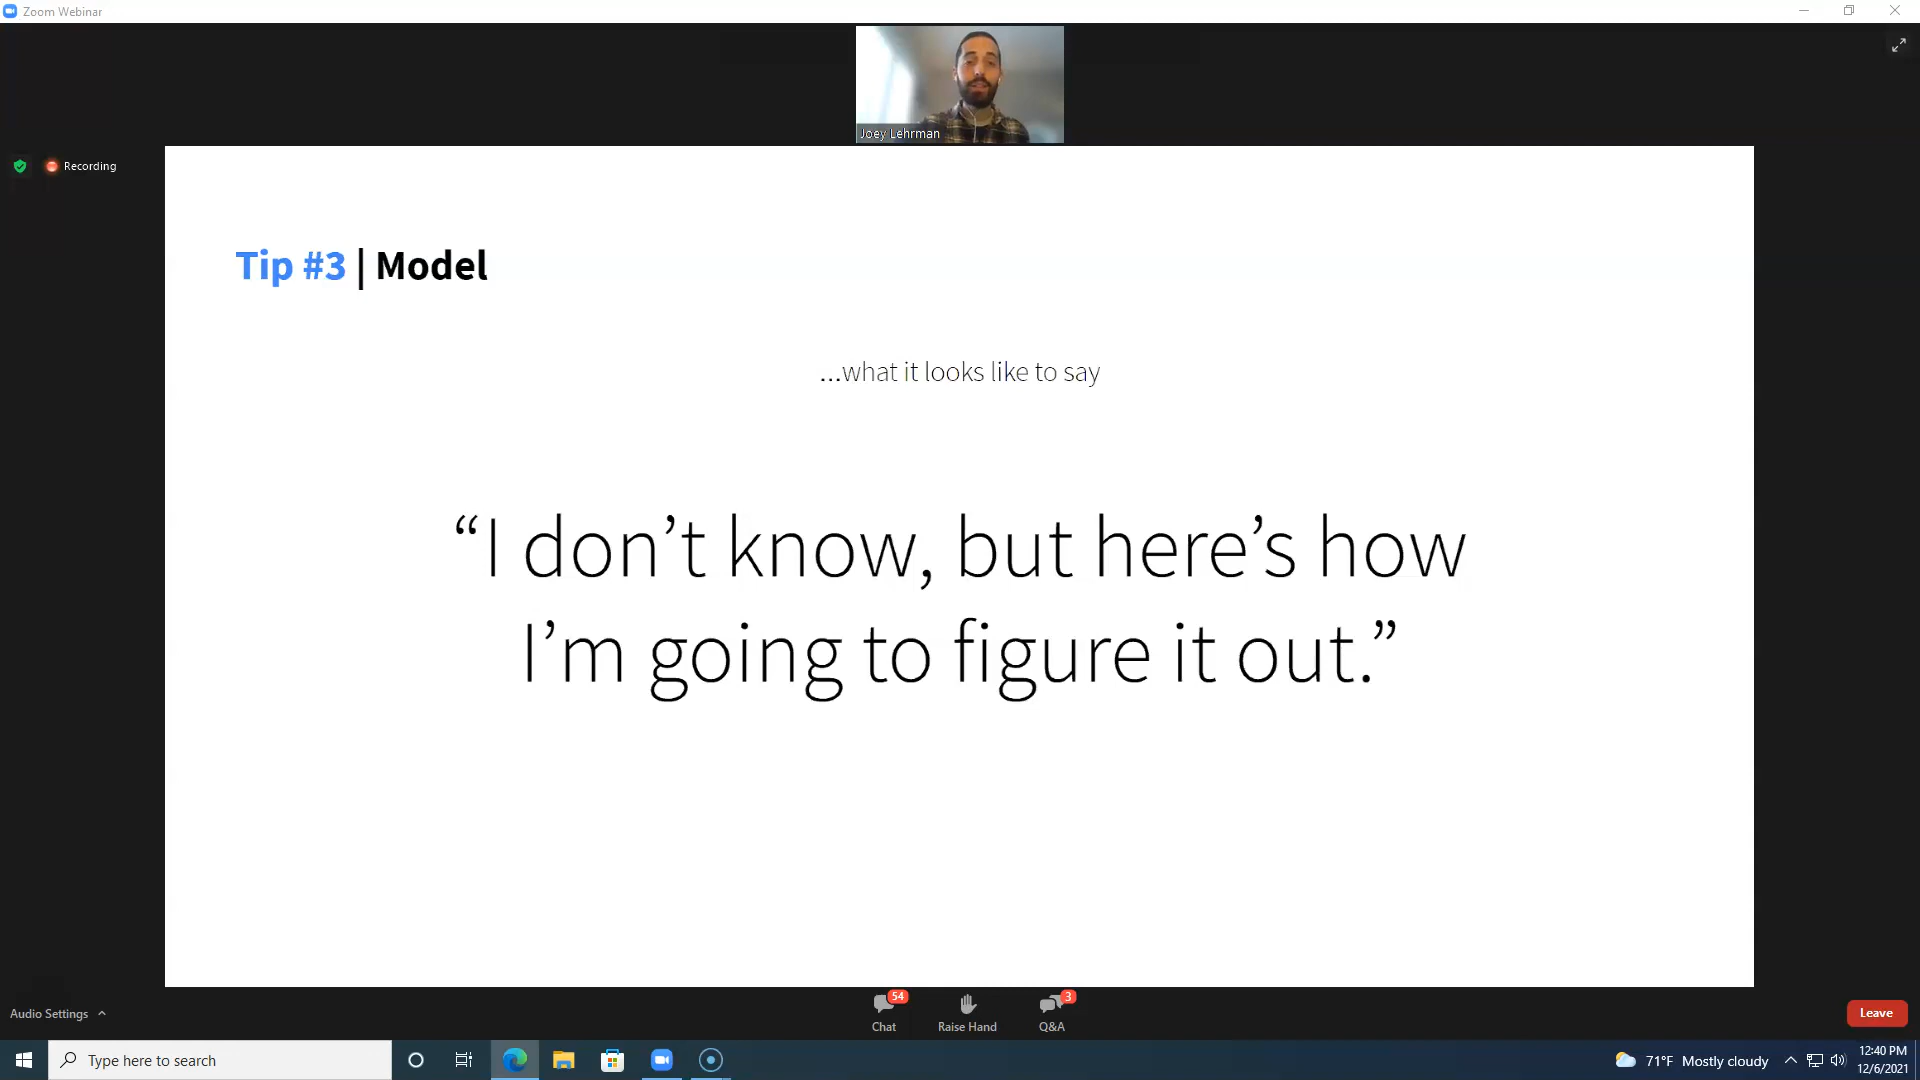 Zoom Webinar
Joey Lehrman
Recording
Tip #3 | Model
...what it looks like to say
“I don’t know, but here’s how
I’m going to figure it out.”
Audio Settings
54
Chat
Raise Hand
3
Q&A
Leave
Type here to search
71°F Mostly cloudy
12:40 PM
12/6/2021